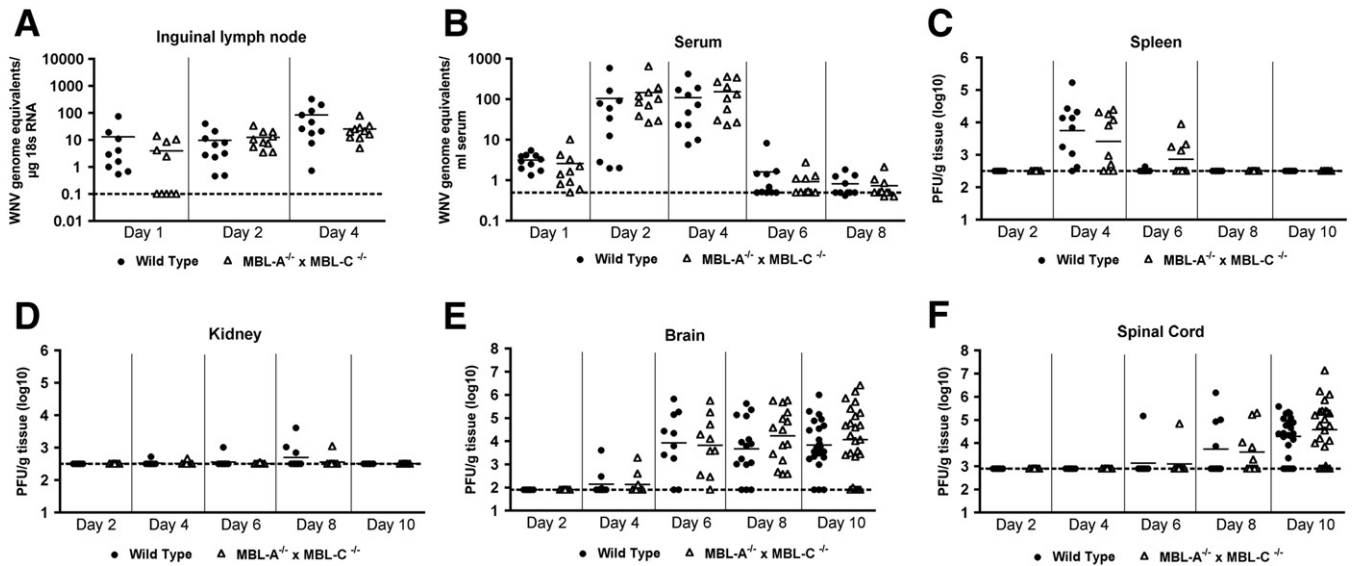 A
Inguinal lymph node
WNV genome equivalents/
µg 18s RNA
10000
1000
100
10
1
0.1
0.01
Day 1 Day 2 Day 4
Wild Type MBL-A-/- x MBL-C -/-
B
Serum
WNV genome equivalents/
ml serum
1000
100
10
1
0.1
Day 1 Day 2 Day 4 Day 6 Day 8
Wild Type MBL-A-/- x MBL-C -/-
C
Spleen
PFU/g tissue (log10)
6
5
4
3
2
1
Day 2 Day 4 Day 6 Day 8 Day 10
Wild Type MBL-A-/- x MBL-C -/-
D
Kidney
PFU/g tissue (log10)
6
5
4
3
2
1
Day 2 Day 4 Day 6 Day 8 Day 10
Wild Type MBL-A-/- x MBL-C -/-
E
Brain
PFU/g tissue (log10)
8
7
6
5
4
3
2
1
Day 2 Day 4 Day 6 Day 8 Day 10
Wild Type MBL-A-/- x MBL-C -/-
F
Spinal Cord
PFU/g tissue (log10)
8
7
6
5
4
3
2
1
Day 2 Day 4 Day 6 Day 8 Day 10
Wild Type MBL-A-/- x MBL-C -/-